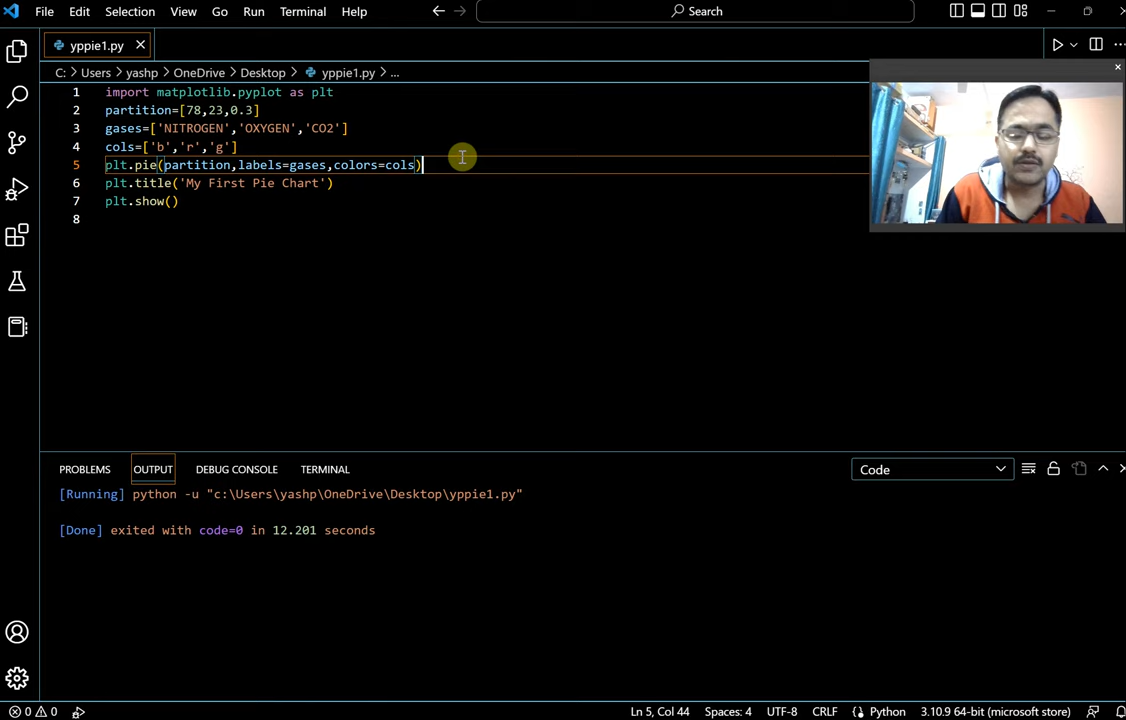 File Edit Selection View Go Run Terminal Help Search
yppie1.py
C: > Users > yashp > OneDrive > Desktop > yppie1.py > ...
1 import matplotlib.pyplot as plt
2 partition=[78,23,0.3]
3 gases=['NITROGEN','OXYGEN','CO2']
4 cols=['b','r','g']
5 plt.pie(partition,labels=gases,colors=cols)
6 plt.title('My First Pie Chart')
7 plt.show()
8
PROBLEMS OUTPUT DEBUG CONSOLE TERMINAL Code
[Running] python -u "c:\Users\yashp\OneDrive\Desktop\yppie1.py"
[Done] exited with code=0 in 12.201 seconds
0 0 Ln 5, Col 44 Spaces: 4 UTF-8 CRLF Python 3.10.9 64-bit (microsoft store)